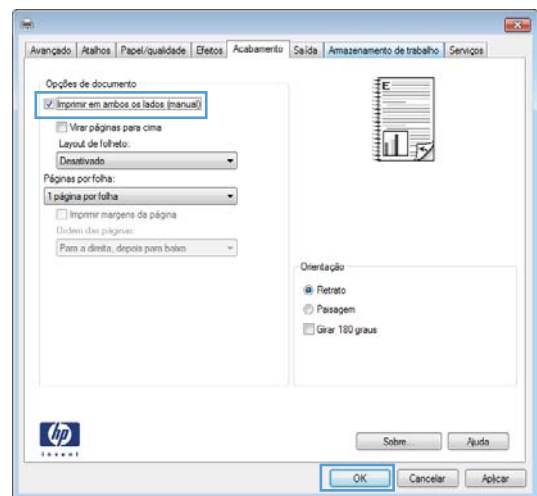 Avançado Atalhos Papel/qualidade Efeitos Acabamento Saída Amazenamento de trabalho Serviços
Opções de documento
Imprimir em ambos os lados (manual)
Virar páginas para cima
Layout de folheto:
Desativado
Páginas por folha:
1 página por folha
Imprimir margens da página
Ordem das páginas:
Para a direita, depois para baixo
E
Orientação
Retrato
Paisagem
Girar 180 graus
hp
invent
Sobre... Ajuda
OK Cancelar Aplicar